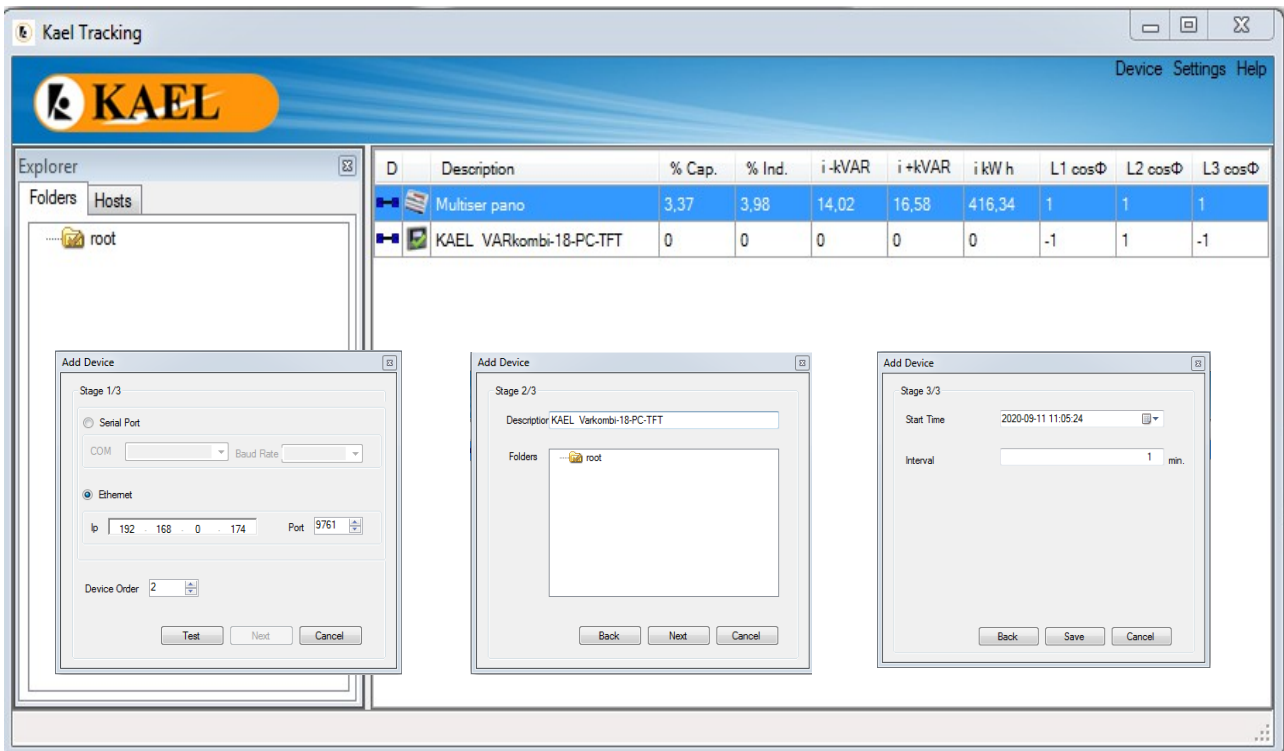 Kael Tracking
Device Settings Help
KAEL
Explorer
Folders Hosts
root
D Description % Cap. % Ind. i -kVAR i +kVAR i kW h L1 cosΦ L2 cosΦ L3 cosΦ
Multiser pano 3,37 3,98 14,02 16,58 416,34 1 1 1
KAEL VARkombi-18-PC-TFT 0 0 0 0 0 -1 1 -1
Add Device
Stage 1/3
Serial Port
COM Baud Rate
Ethernet
Ip 192 . 168 . 0 . 174 Port 9761
Device Order 2
Test Next Cancel
Add Device
Stage 2/3
Description KAEL Varkombi-18-PC-TFT
Folders root
Back Next Cancel
Add Device
Stage 3/3
Start Time 2020-09-11 11:05:24
Interval 1 min.
Back Save Cancel